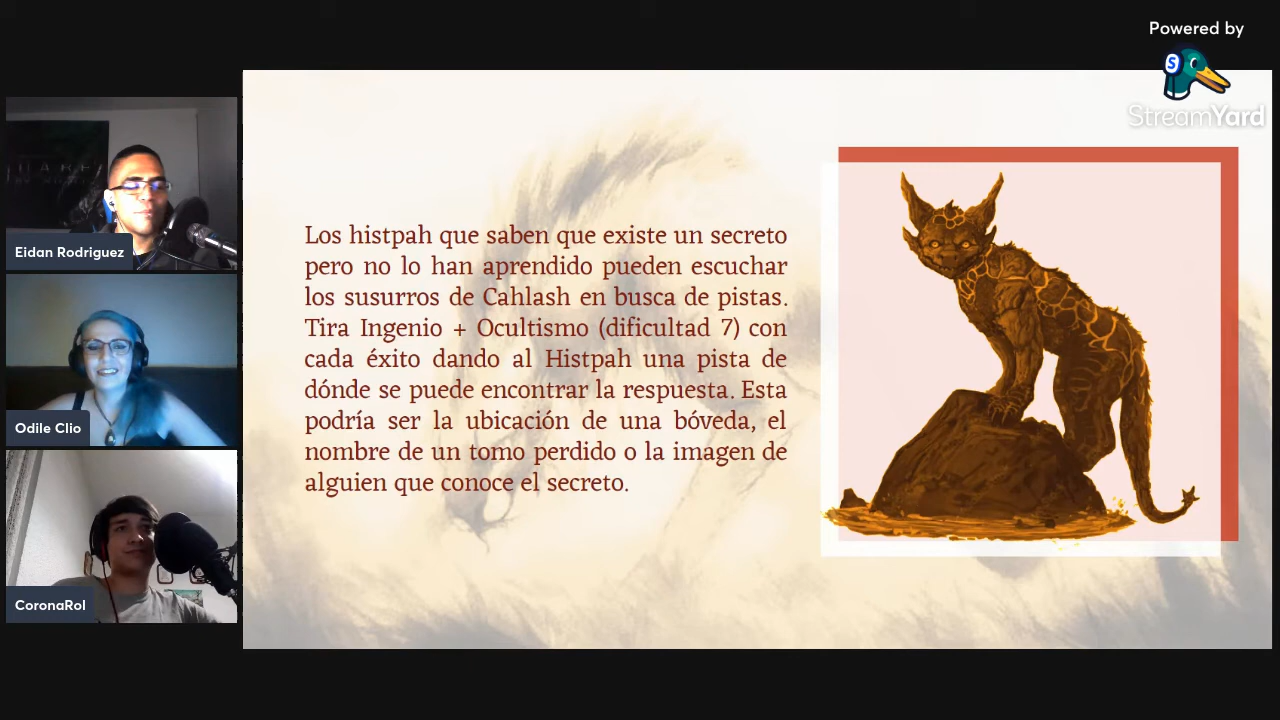 Powered by
StreamYard
Eidan Rodriguez
Odile Clio
CoronaRol
Los histpah que saben que existe un secreto
pero no lo han aprendido pueden escuchar
los susurros de Cahlash en busca de pistas.
Tira Ingenio + Ocultismo (dificultad 7) con
cada éxito dando al Histpah una pista de
dónde se puede encontrar la respuesta. Esta
podría ser la ubicación de una bóveda, el
nombre de un tomo perdido o la imagen de
alguien que conoce el secreto.